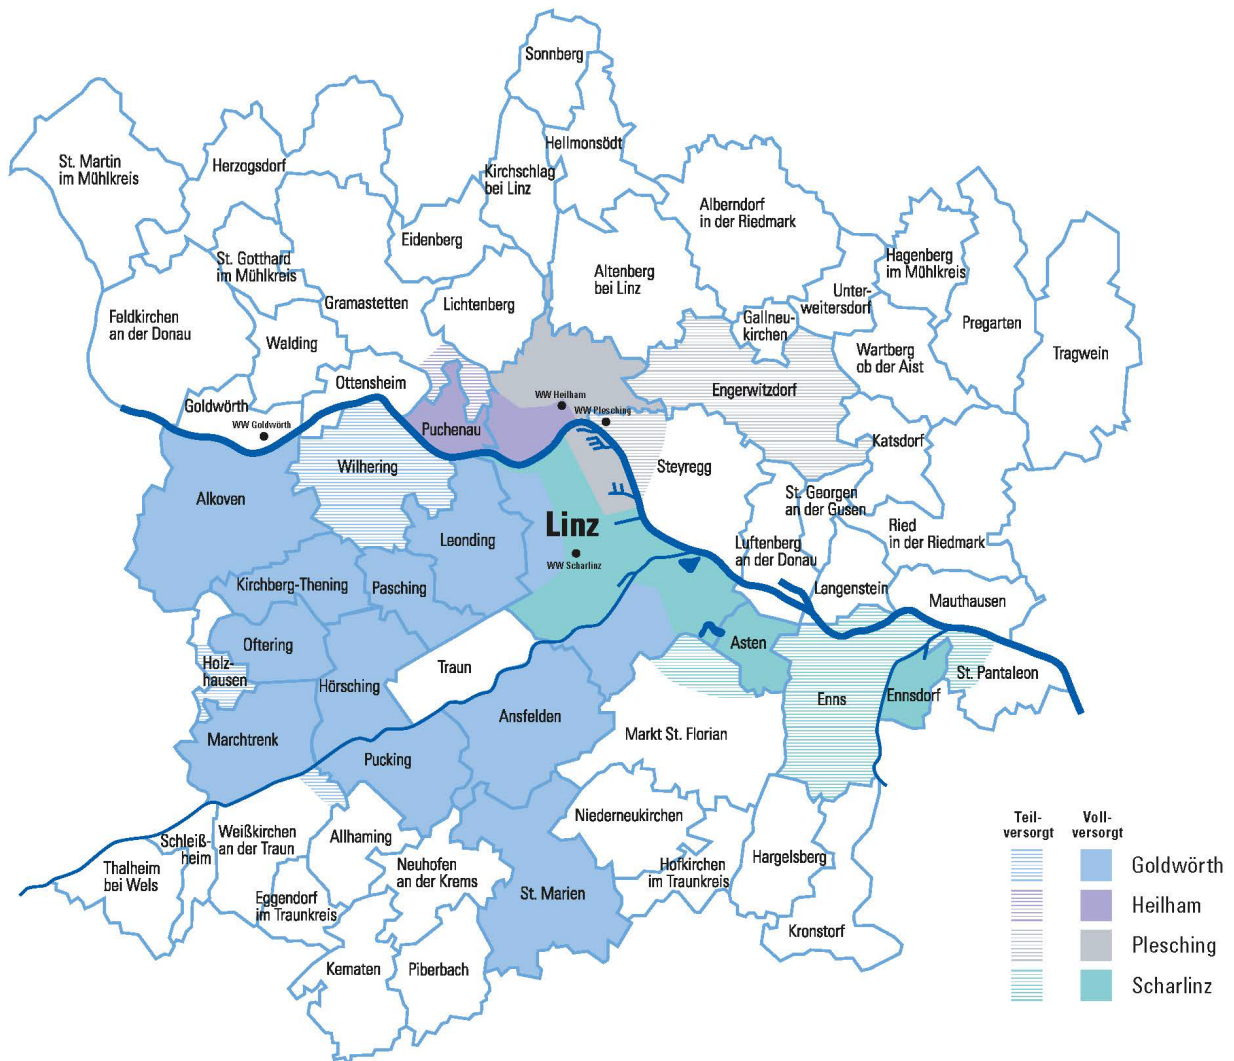 Sonnberg
Hellmonsödt
St. Martin
im Mühlkreis
Herzogsdorf
Kirchschlag
bei Linz
Alberndorf
in der Riedmark
Eidenberg
St. Gotthard
im Mühlkreis
Hagenberg
im Mühlkreis
Altenberg
bei Linz
Gramastetten
Lichtenberg
Unter-
weitersdorf
Feldkirchen
an der Donau
Gallneu-
kirchen
Pregarten
Walding
Wartberg
ob der Aist
Tragwein
Ottensheim
Engerwitzdorf
WW Heilham
Goldwörth
WW Plesching
WW Goldwörth
Puchenau
Katsdorf
Wilhering
Steyregg
Alkoven
St. Georgen
an der Gusen
Linz
Leonding
Ried
in der Riedmark
Luftenberg
an der Donau
WW Scharlinz
Kirchberg-Thening
Pasching
Langenstein
Mauthausen
Oftering
Asten
Holz-
hausen
Traun
St. Pantaleon
Hörsching
Enns
Ennsdorf
Ansfelden
Marchtrenk
Markt St. Florian
Pucking
Niederneukirchen
Weißkirchen
an der Traun
Allhaming
Schleiß-
heim
Thalheim
bei Wels
Neuhofen
an der Krems
Hofkirchen
im Traunkreis
Hargelsberg
Eggendorf
im Traunkreis
St. Marien
Kronstorf
Kematen
Piberbach
Teil-
versorgt
Voll-
versorgt
Goldwörth
Heilham
Plesching
Scharlinz